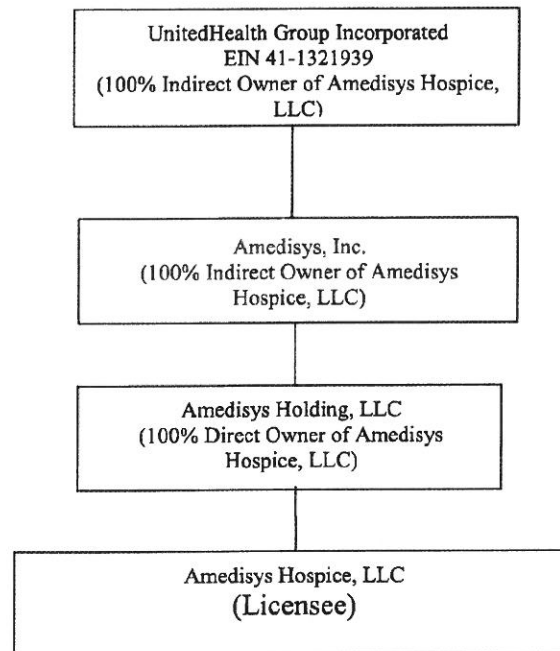 UnitedHealth Group Incorporated
EIN 41-1321939
(100% Indirect Owner of Amedisys Hospice,
LLC)
Amedisys, Inc.
(100% Indirect Owner of Amedisys
Hospice, LLC)
Amedisys Holding, LLC
(100% Direct Owner of Amedisys
Hospice, LLC)
Amedisys Hospice, LLC
(Licensee)